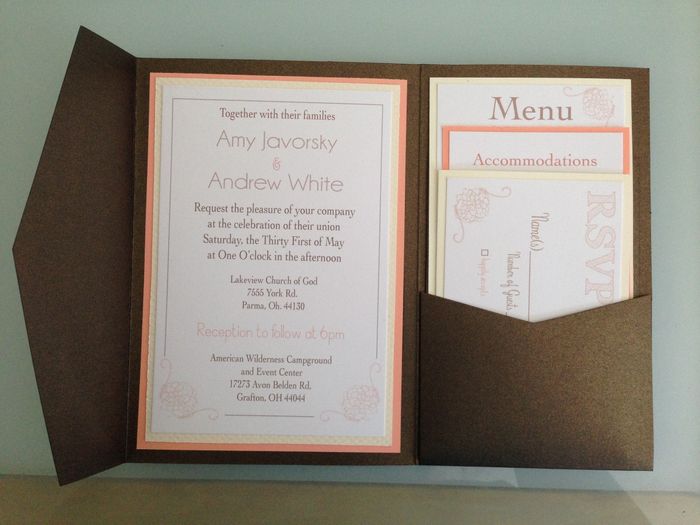 Together with their families
Amy Javorsky
&
Andrew White
Request the pleasure of your company
at the celebration of their union
Saturday, the Thirty First of May
at One O'clock in the afternoon
Lakeview Church of God
7555 York Rd.
Parma, Oh. 44130
Reception to follow at 6pm
American Wilderness Campground
and Event Center
17273 Avon Belden Rd,
Grafton, OH 44044
Menu
Accommodations
RSVP
Name(s)
Number of Guests
happily accepts